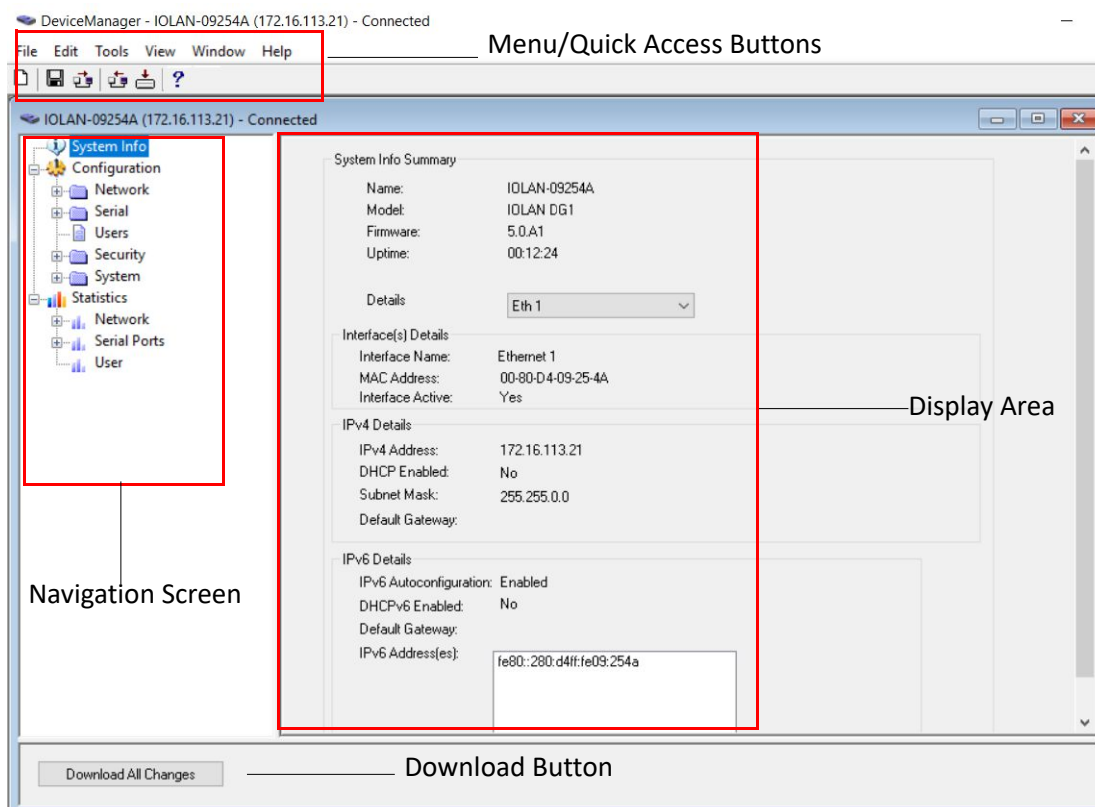 DeviceManager - IOLAN-09254A (172.16.113.21) - Connected
File Edit Tools View Window Help
Menu/Quick Access Buttons
?
IOLAN-09254A (172.16.113.21) - Connected
System Info
Configuration
Network
Serial
Users
Security
System
Statistics
Network
Serial Ports
User
System Info Summary
Name: IOLAN-09254A
Model: IOLAN DG1
Firmware: 5.0.A1
Uptime: 00:12:24
Details Eth 1
Interface(s) Details
Interface Name: Ethernet 1
MAC Address: 00-80-D4-09-25-4A
Interface Active: Yes
Display Area
IPv4 Details
IPv4 Address: 172.16.113.21
DHCP Enabled: No
Subnet Mask: 255.255.0.0
Default Gateway:
IPv6 Details
IPv6 Autoconfiguration: Enabled
DHCPv6 Enabled: No
Default Gateway:
IPv6 Address(es): fe80::280:d4ff:fe09:254a
Navigation Screen
Download All Changes
Download Button